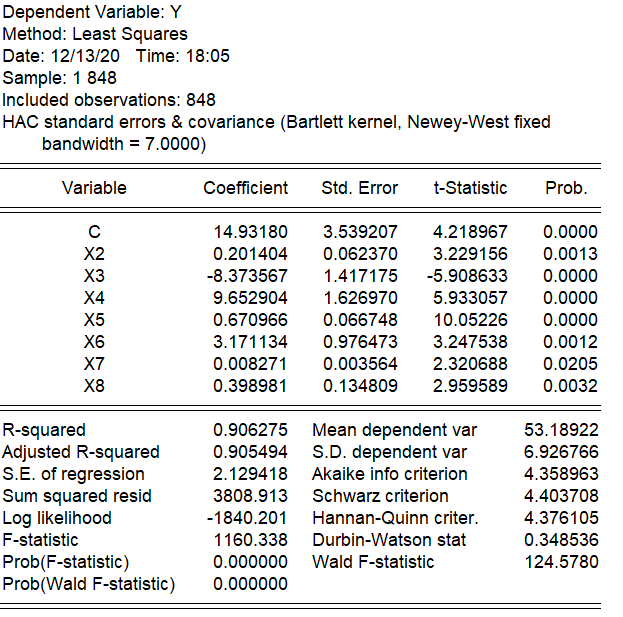 Dependent Variable: Y
Method: Least Squares
Date: 12/13/20 Time: 18:05
Sample: 1 848
Included observations: 848
HAC standard errors & covariance (Bartlett kernel, Newey-West fixed
bandwidth = 7.0000)
Variable Coefficient Std. Error t-Statistic Prob.
C 14.93180 3.539207 4.218967 0.0000
X2 0.201404 0.062370 3.229156 0.0013
X3 -8.373567 1.417175 -5.908633 0.0000
X4 9.652904 1.626970 5.933057 0.0000
X5 0.670966 0.066748 10.05226 0.0000
X6 3.171134 0.976473 3.247538 0.0012
X7 0.008271 0.003564 2.320688 0.0205
X8 0.398981 0.134809 2.959589 0.0032
R-squared 0.906275 Mean dependent var 53.18922
Adjusted R-squared 0.905494 S.D. dependent var 6.926766
S.E. of regression 2.129418 Akaike info criterion 4.358963
Sum squared resid 3808.913 Schwarz criterion 4.403708
Log likelihood -1840.201 Hannan-Quinn criter. 4.376105
F-statistic 1160.338 Durbin-Watson stat 0.348536
Prob(F-statistic) 0.000000 Wald F-statistic 124.5780
Prob(Wald F-statistic) 0.000000